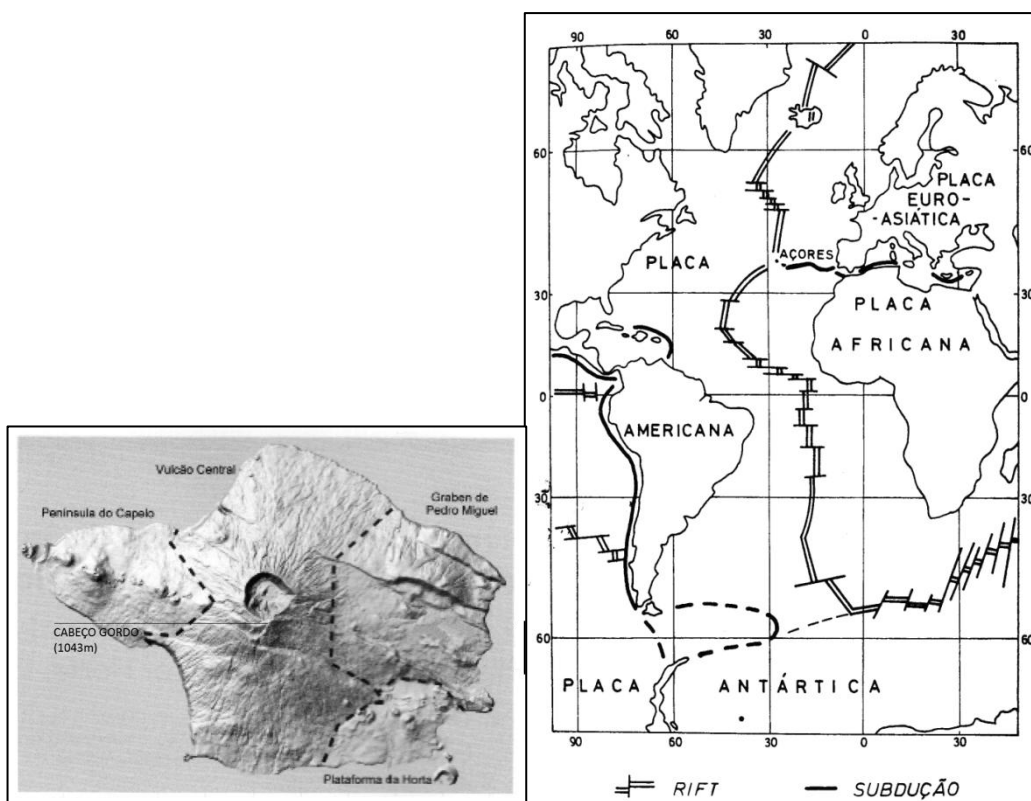 Vulcão Central
Península do Capelo
Graben de
Pedro Miguel
CABEÇO GORDO
(1043m)
Plataforma da Horta
90
60
30
0
30
60
60
PLACA
EURO-
-ASIÁTICA
AÇORES
PLACA
30
30
PLACA
AFRICANA
0
0
AMERICANA
30
30
60
60
PLACA
ANTÁRTICA
90
60
30
0
30
RIFT
SUBDUÇÃO